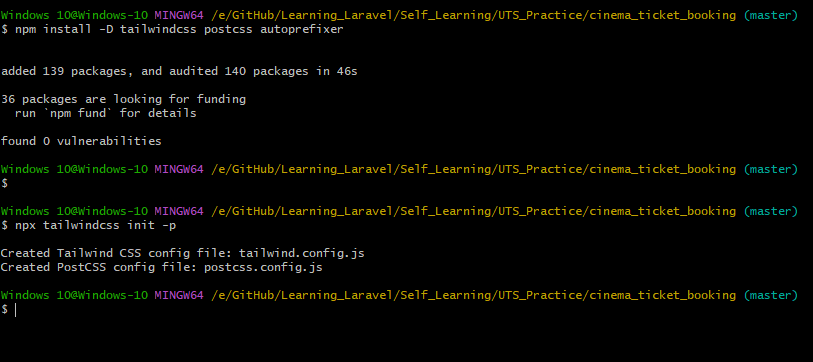 Windows 10@Windows-10 MINGW64 /e/GitHub/Learning_Laravel/Self_Learning/UTS_Practice/cinema_ticket_booking (master)
$ npm install -D tailwindcss postcss autoprefixer
added 139 packages, and audited 140 packages in 46s
36 packages are looking for funding
  run `npm fund` for details
found 0 vulnerabilities
Windows 10@Windows-10 MINGW64 /e/GitHub/Learning_Laravel/Self_Learning/UTS_Practice/cinema_ticket_booking (master)
$
Windows 10@Windows-10 MINGW64 /e/GitHub/Learning_Laravel/Self_Learning/UTS_Practice/cinema_ticket_booking (master)
$ npx tailwindcss init -p
Created Tailwind CSS config file: tailwind.config.js
Created PostCSS config file: postcss.config.js
Windows 10@Windows-10 MINGW64 /e/GitHub/Learning_Laravel/Self_Learning/UTS_Practice/cinema_ticket_booking (master)
$